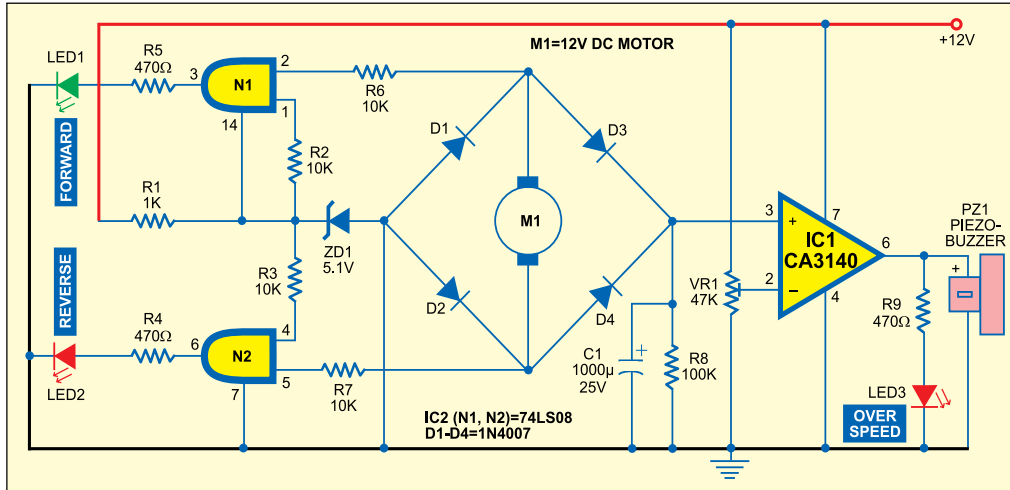 +12V
M1=12V DC MOTOR
LED1
R5
470Ω
3
N1
2
1
14
R6
10K
FORWARD
R2
10K
D1
D3
R1
1K
ZD1
5.1V
M1
3
+
7
IC1
CA3140
6
2
–
4
PZ1
PIEZO-
BUZZER
+
VR1
47K
R9
470Ω
REVERSE
R3
10K
D2
D4
R4
470Ω
LED2
6
N2
4
5
7
R7
10K
C1
1000µ
25V
+
R8
100K
LED3
OVER
SPEED
IC2 (N1, N2)=74LS08
D1-D4=1N4007